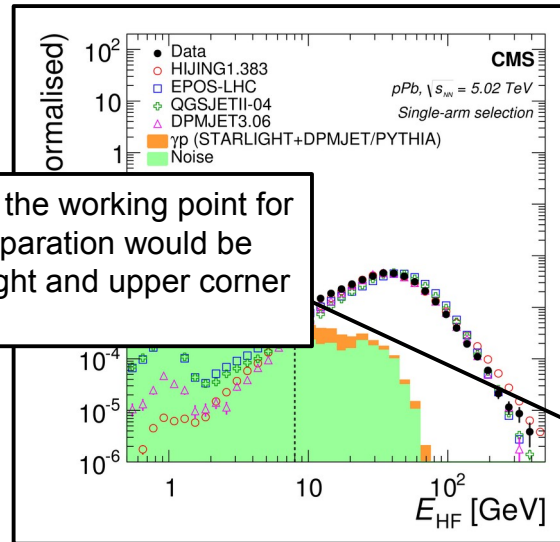 10²
10
1
ormalised)
Data
HIJING1.383
EPOS-LHC
QGSJETII-04
DPMJET3.06
γp (STARLIGHT+DPMJET/PYTHIA)
Noise
CMS
pPb, √s_NN = 5.02 TeV
Single-arm selection
the working point for
paration would be
ght and upper corner
10⁻⁴
10⁻⁵
10⁻⁶
1 10 10²
E_HF [GeV]